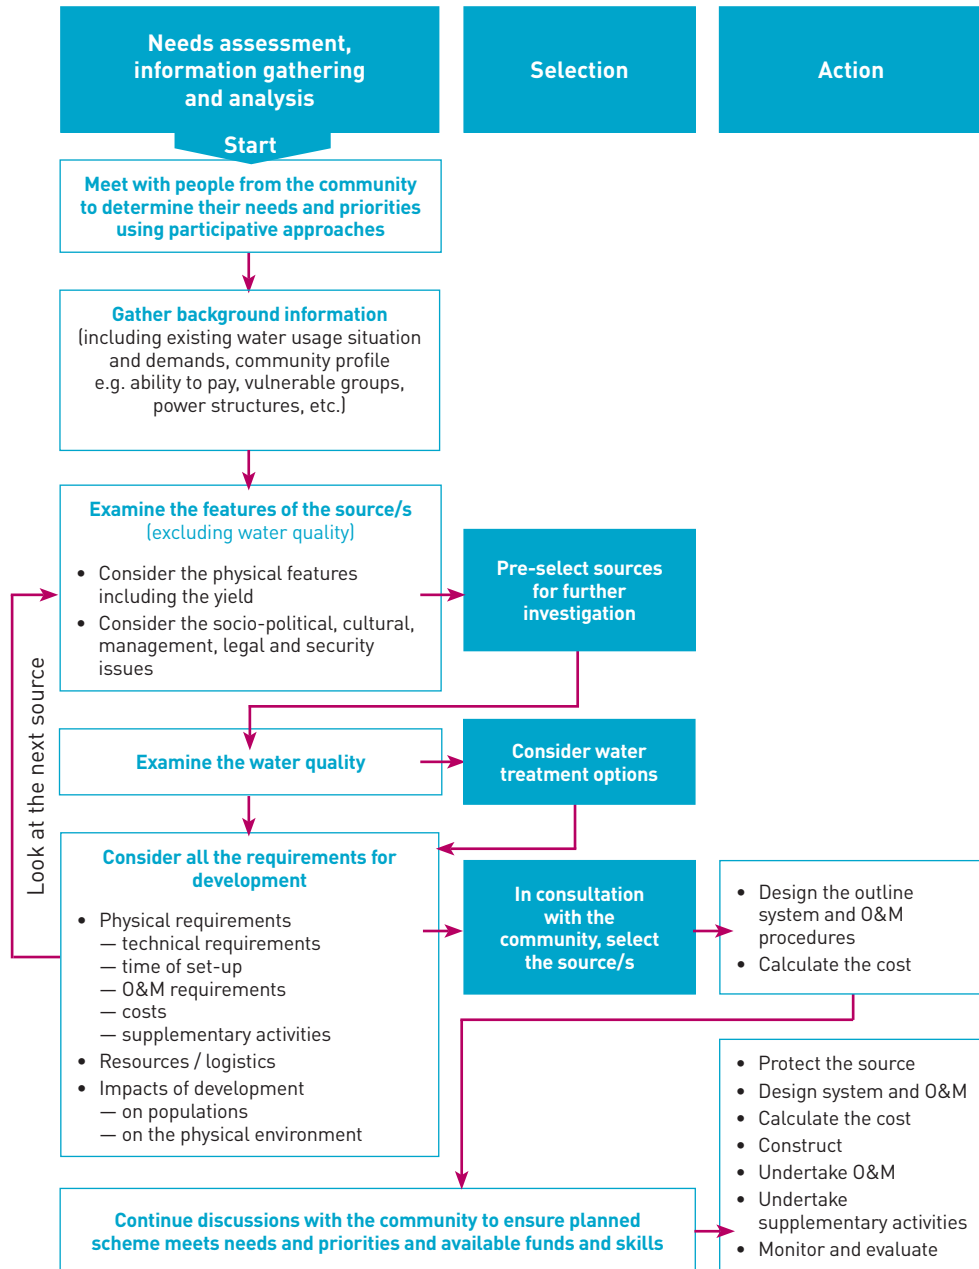 Needs assessment,
information gathering
and analysis
Selection
Action
Start
Meet with people from the community
to determine their needs and priorities
using participative approaches
Gather background information
(including existing water usage situation
and demands, community profile
e.g. ability to pay, vulnerable groups,
power structures, etc.)
Examine the features of the source/s
(excluding water quality)
• Consider the physical features
including the yield
• Consider the socio-political, cultural,
management, legal and security
issues
Pre-select sources
for further
investigation
Look at the next source
Examine the water quality
Consider water
treatment options
Consider all the requirements for
development
• Physical requirements
— technical requirements
— time of set-up
— O&M requirements
— costs
— supplementary activities
• Resources / logistics
• Impacts of development
— on populations
— on the physical environment
In consultation
with the
community, select
the source/s
• Design the outline
system and O&M
procedures
• Calculate the cost
• Protect the source
• Design system and O&M
• Calculate the cost
• Construct
• Undertake O&M
• Undertake
supplementary activities
• Monitor and evaluate
Continue discussions with the community to ensure planned
scheme meets needs and priorities and available funds and skills